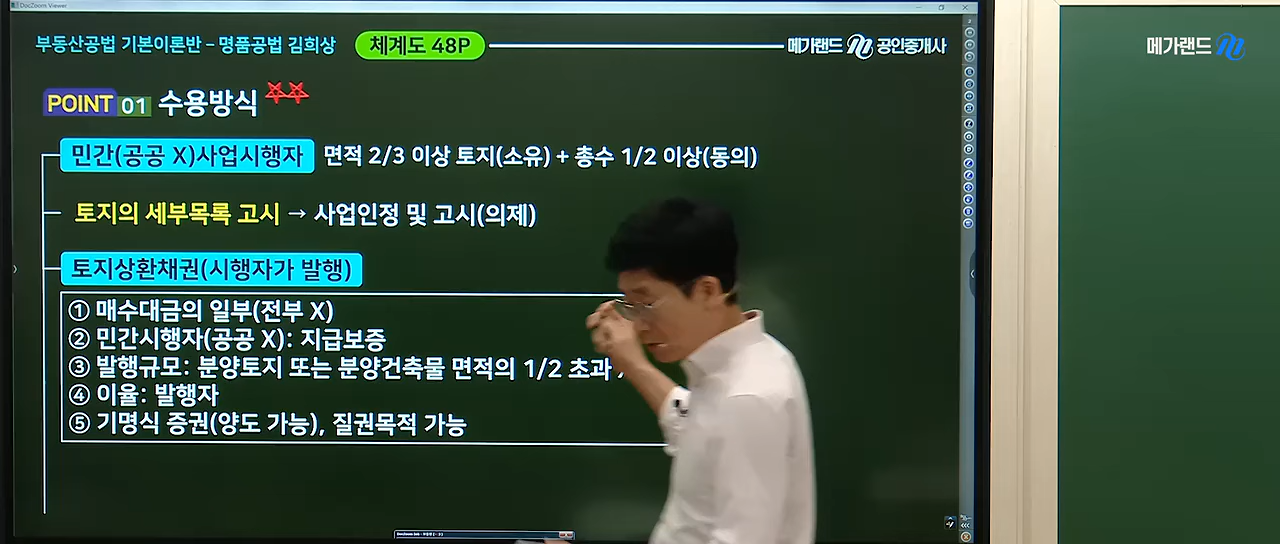 DocZoom Viewer
부동산공법 기본이론반 – 명품공법 김희상 체계도 48P 메가랜드 공인중개사
메가랜드
POINT 01 수용방식
민간(공공 X)사업시행자 면적 2/3 이상 토지(소유) + 총수 1/2 이상(동의)
토지의 세부목록 고시 → 사업인정 및 고시(의제)
토지상환채권(시행자가 발행)
① 매수대금의 일부(전부 X)
② 민간시행자(공공 X): 지급보증
③ 발행규모: 분양토지 또는 분양건축물 면적의 1/2 초과
④ 이율: 발행자
⑤ 기명식 증권(양도 가능), 질권목적 가능